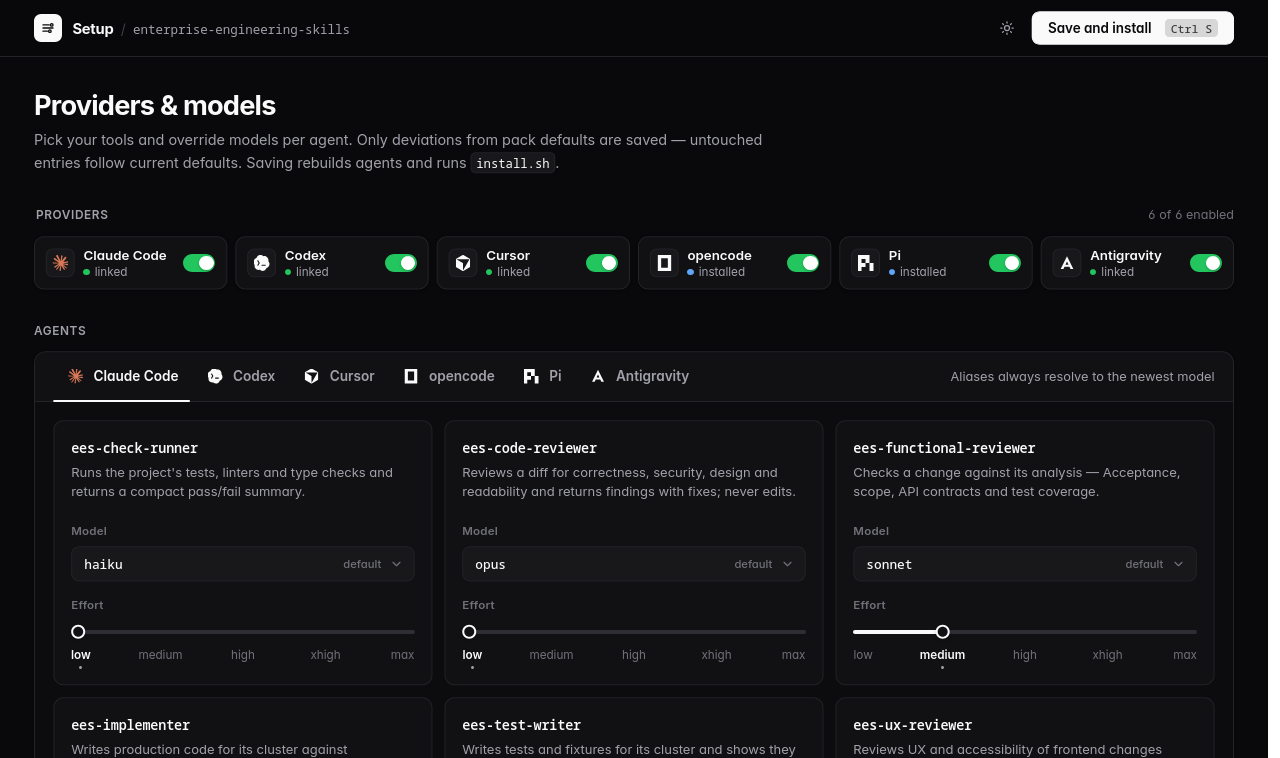 Setup / enterprise-engineering-skills
Save and install Ctrl S
Providers & models
Pick your tools and override models per agent. Only deviations from pack defaults are saved — untouched
entries follow current defaults. Saving rebuilds agents and runs install.sh.
PROVIDERS
6 of 6 enabled
Claude Code
linked
Codex
linked
Cursor
linked
opencode
installed
Pi
installed
Antigravity
linked
AGENTS
Claude Code Codex Cursor opencode Pi Antigravity
Aliases always resolve to the newest model
ees-check-runner
Runs the project's tests, linters and type checks and
returns a compact pass/fail summary.
Model
haiku default
Effort
low medium high xhigh max
ees-code-reviewer
Reviews a diff for correctness, security, design and
readability and returns findings with fixes; never edits.
Model
opus default
Effort
low medium high xhigh max
ees-functional-reviewer
Checks a change against its analysis — Acceptance,
scope, API contracts and test coverage.
Model
sonnet default
Effort
low medium high xhigh max
ees-implementer
Writes production code for its cluster against
ees-test-writer
Writes tests and fixtures for its cluster and shows they
ees-ux-reviewer
Reviews UX and accessibility of frontend changes